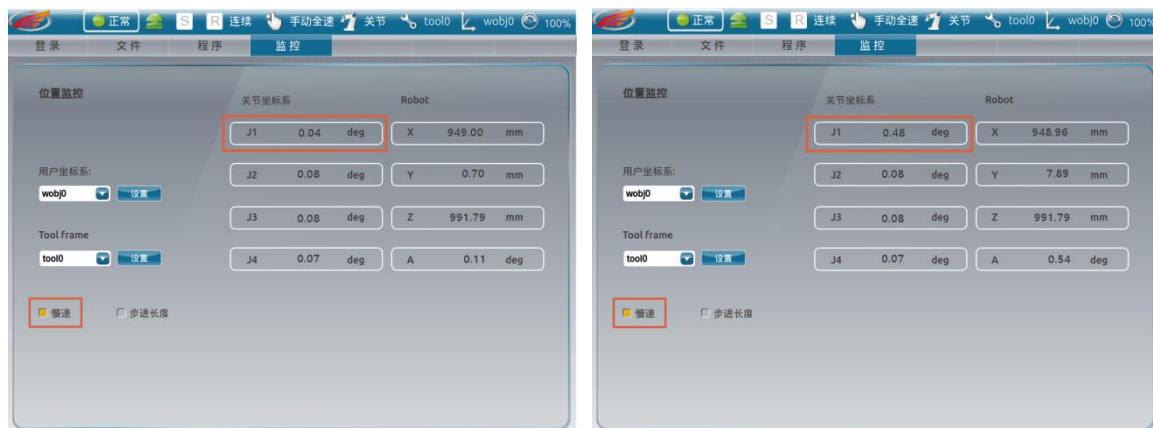 正常 S R 连续 手动全速 关节 tool0 wobj0 100%
登录 文件 程序 监控
位置监控
关节坐标系 Robot
J1 0.04 deg X 949.00 mm
用户坐标系:
J2 0.08 deg Y 0.70 mm
wobj0 设置
J3 0.08 deg Z 991.79 mm
Tool frame
tool0 设置
J4 0.07 deg A 0.11 deg
慢速 步进长度
正常 S R 连续 手动全速 关节 tool0 wobj0 100%
登录 文件 程序 监控
位置监控
关节坐标系 Robot
J1 0.48 deg X 948.96 mm
用户坐标系:
J2 0.08 deg Y 7.89 mm
wobj0 设置
J3 0.08 deg Z 991.79 mm
Tool frame
tool0 设置
J4 0.07 deg A 0.54 deg
慢速 步进长度